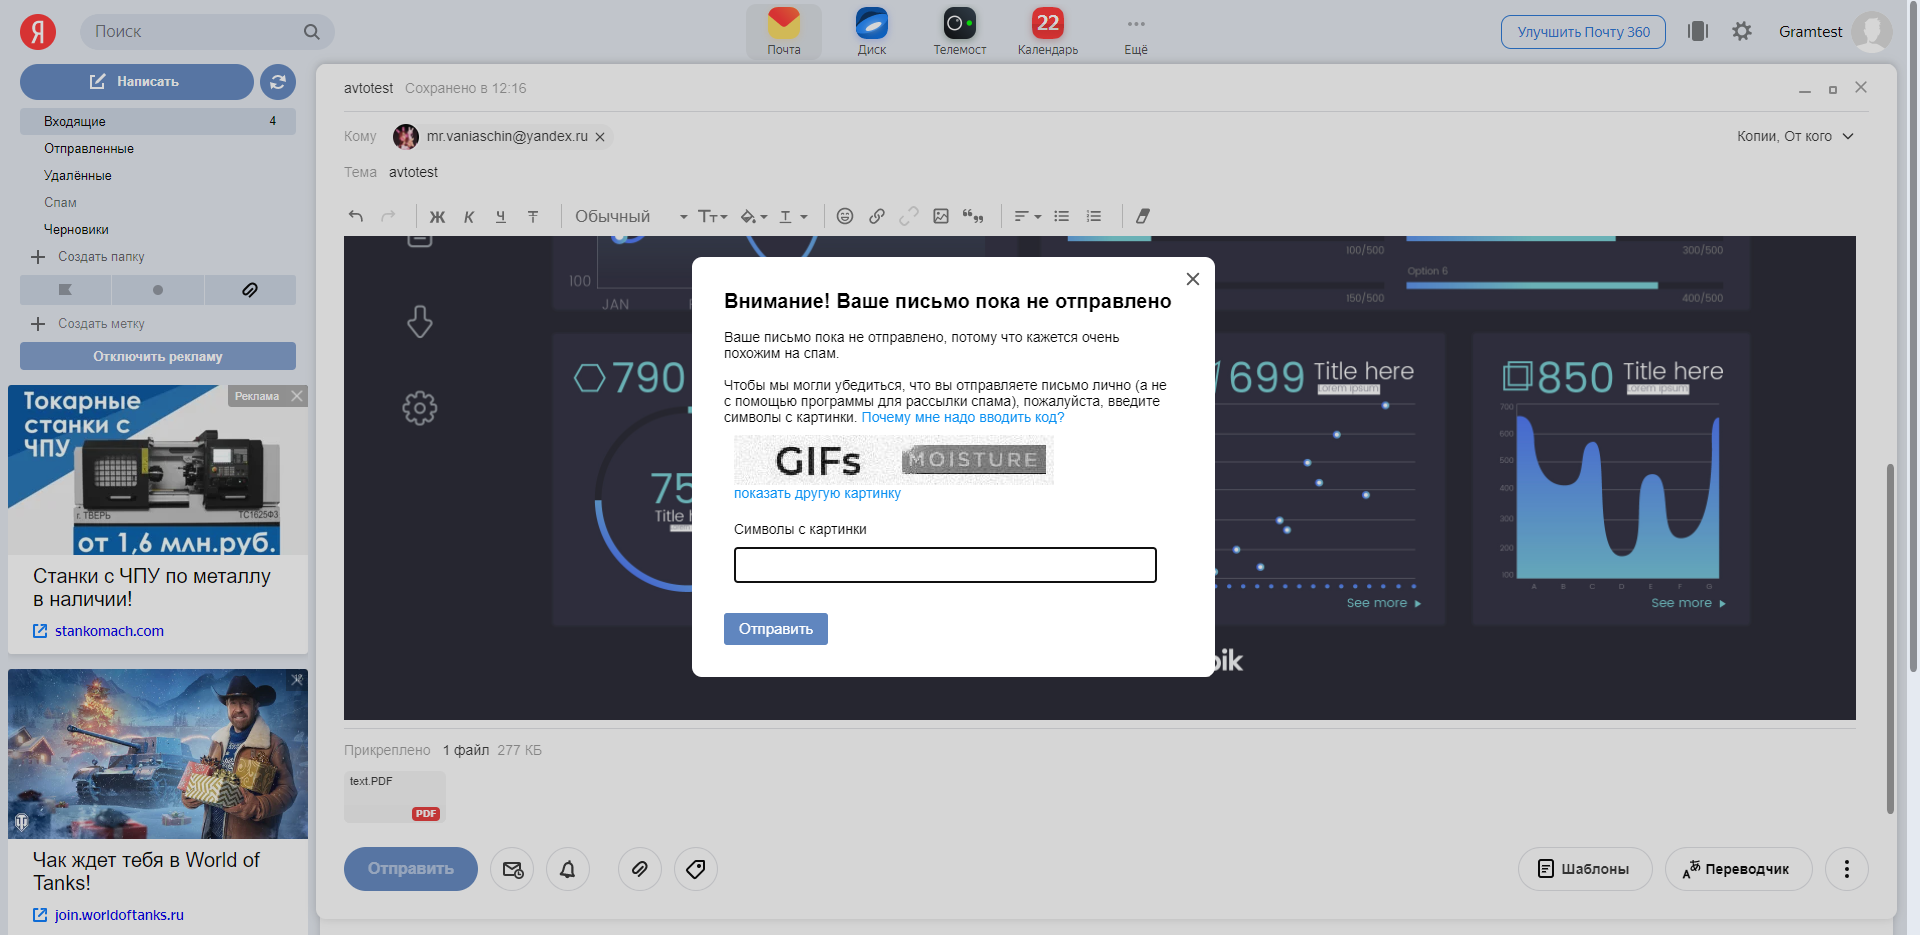 Я
Поиск
Почта
Диск
Телемост
22
Календарь
Ещё
Улучшить Почту 360
Gramtest
Написать
Входящие 4
Отправленные
Удалённые
Спам
Черновики
Создать папку
Создать метку
Отключить рекламу
Реклама
Токарные
станки с
ЧПУ
г. ТВЕРЬ
ТС1625Ф3
от 1,6 млн.руб.
Станки с ЧПУ по металлу
в наличии!
stankomach.com
Чак ждет тебя в World of
Tanks!
join.worldoftanks.ru
avtotest Сохранено в 12:16
Кому mr.vaniaschin@yandex.ru
Копии, От кого
Тема avtotest
Ж К Ч Т Обычный Тт Т
100
JAN
100/500
300/500
Option 6
150/500
400/500
790
75
Title
699 Title here
Lorem ipsum
See more
850 Title here
Lorem ipsum
700
600
500
400
300
200
100
A B C D E F G
See more
pik
Внимание! Ваше письмо пока не отправлено
Ваше письмо пока не отправлено, потому что кажется очень
похожим на спам.
Чтобы мы могли убедиться, что вы отправляете письмо лично (а не
с помощью программы для рассылки спама), пожалуйста, введите
символы с картинки. Почему мне надо вводить код?
GIFs MOISTURE
показать другую картинку
Символы с картинки
Отправить
Прикреплено 1 файл 277 КБ
text.PDF
PDF
Отправить
Шаблоны
Переводчик